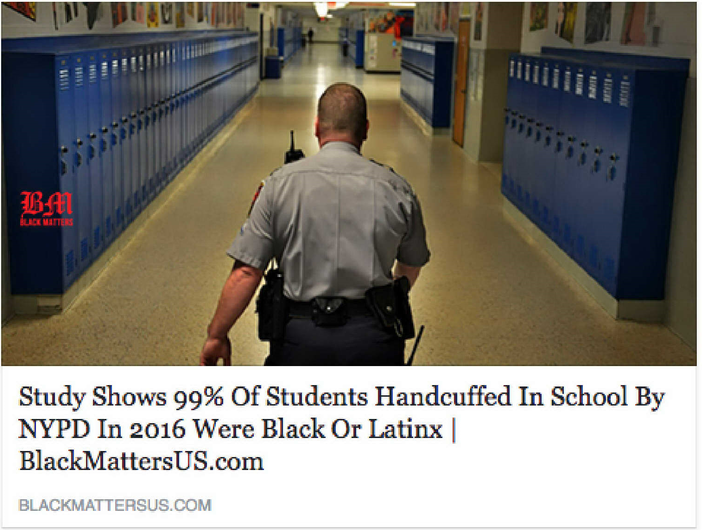 BM
BLACK MATTERS
Study Shows 99% Of Students Handcuffed In School By
NYPD In 2016 Were Black Or Latinx |
BlackMattersUS.com
BLACKMATTERSUS.COM